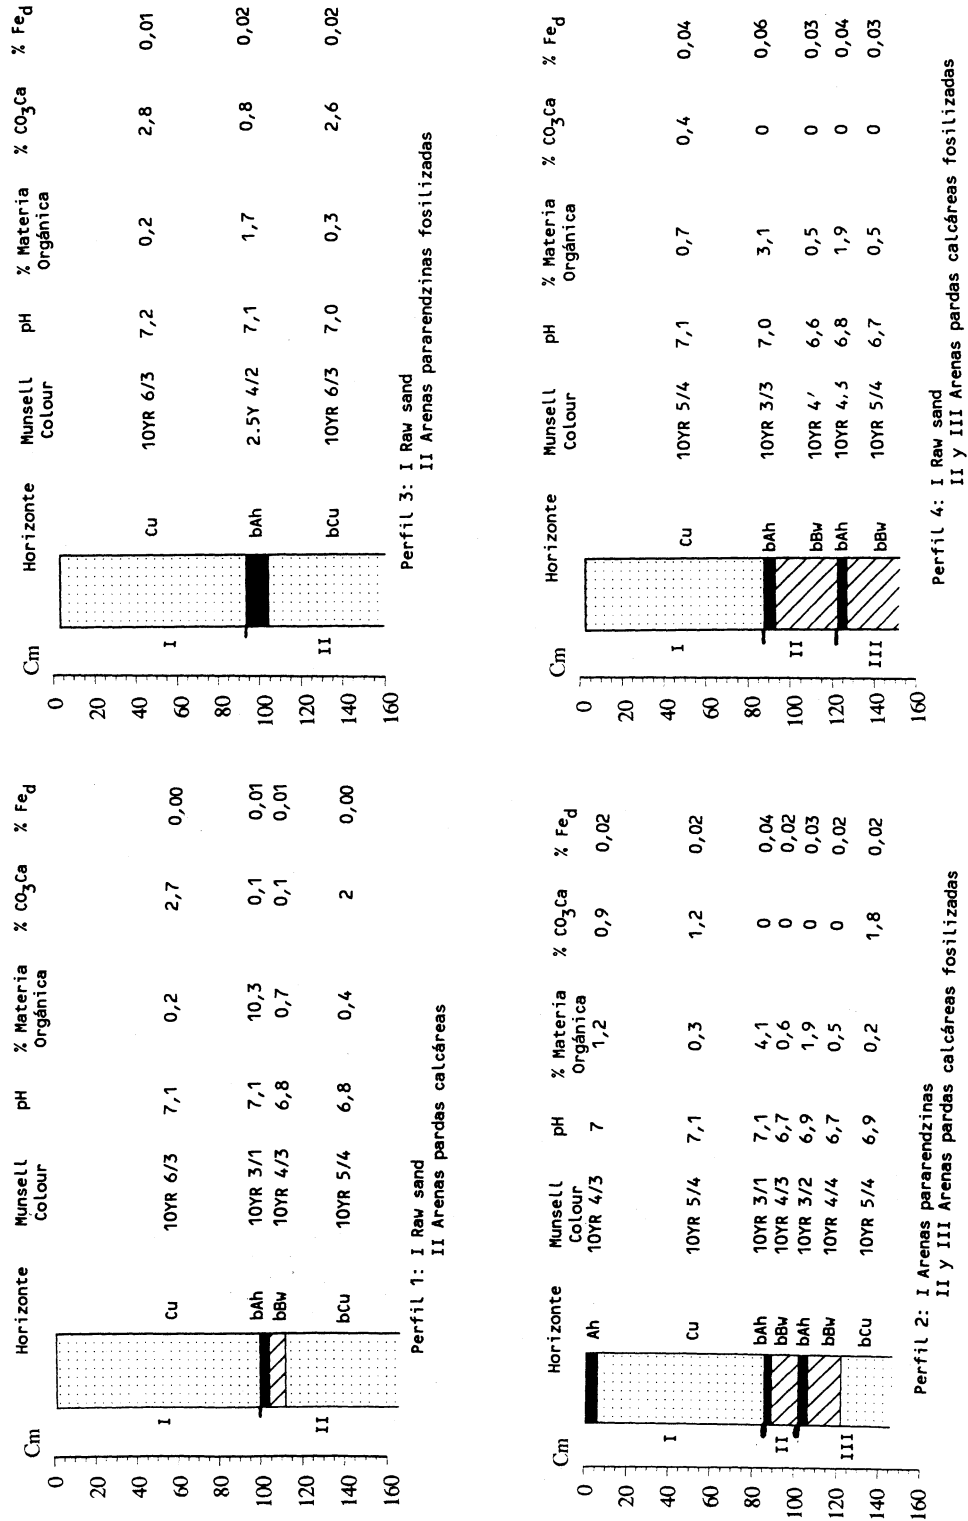 Cm Horizonte Munsell Colour pH % Materia Orgánica % CO3Ca % Fed
0
20
40
60
80
100
120
140
160
I
II
Cu 10YR 6/3 7,1 0,2 2,7 0,00
bAh 10YR 3/1 7,1 10,3 0,1 0,01
bBw 10YR 4/3 6,8 0,7 0,1 0,01
bCu 10YR 5/4 6,8 0,4 2 0,00
Perfil 1: I Raw sand
II Arenas pardas calcáreas
Cm Horizonte Munsell Colour pH % Materia Orgánica % CO3Ca % Fed
0
20
40
60
80
100
120
140
160
I
II
III
Ah 10YR 4/3 7 1,2 0,9 0,02
Cu 10YR 5/4 7,1 0,3 1,2 0,02
bAh 10YR 3/1 7,1 4,1 0 0,04
bBw 10YR 4/3 6,7 0,6 0 0,02
bAh 10YR 3/2 6,9 1,9 0 0,03
bBw 10YR 4/4 6,7 0,5 0 0,02
bCu 10YR 5/4 6,9 0,2 1,8 0,02
Perfil 2: I Arenas pararendzinas
II y III Arenas pardas calcáreas fosilizadas
Cm Horizonte Munsell Colour pH % Materia Orgánica % CO3Ca % Fed
0
20
40
60
80
100
120
140
160
I
II
Cu 10YR 6/3 7,2 0,2 2,8 0,01
bAh 2.5Y 4/2 7,1 1,7 0,8 0,02
bCu 10YR 6/3 7,0 0,3 2,6 0,02
Perfil 3: I Raw sand
II Arenas pararendzinas fosilizadas
Cm Horizonte Munsell Colour pH % Materia Orgánica % CO3Ca % Fed
0
20
40
60
80
100
120
140
160
I
II
III
Cu 10YR 5/4 7,1 0,7 0,4 0,04
bAh 10YR 3/3 7,0 3,1 0 0,06
bBw 10YR 6,6 0,5 0 0,03
bAh 10YR 6,8 1,9 0 0,04
bBw 10YR 5/4 6,7 0,5 0 0,03
Perfil 4: I Raw sand
II y III Arenas pardas calcáreas fosilizadas